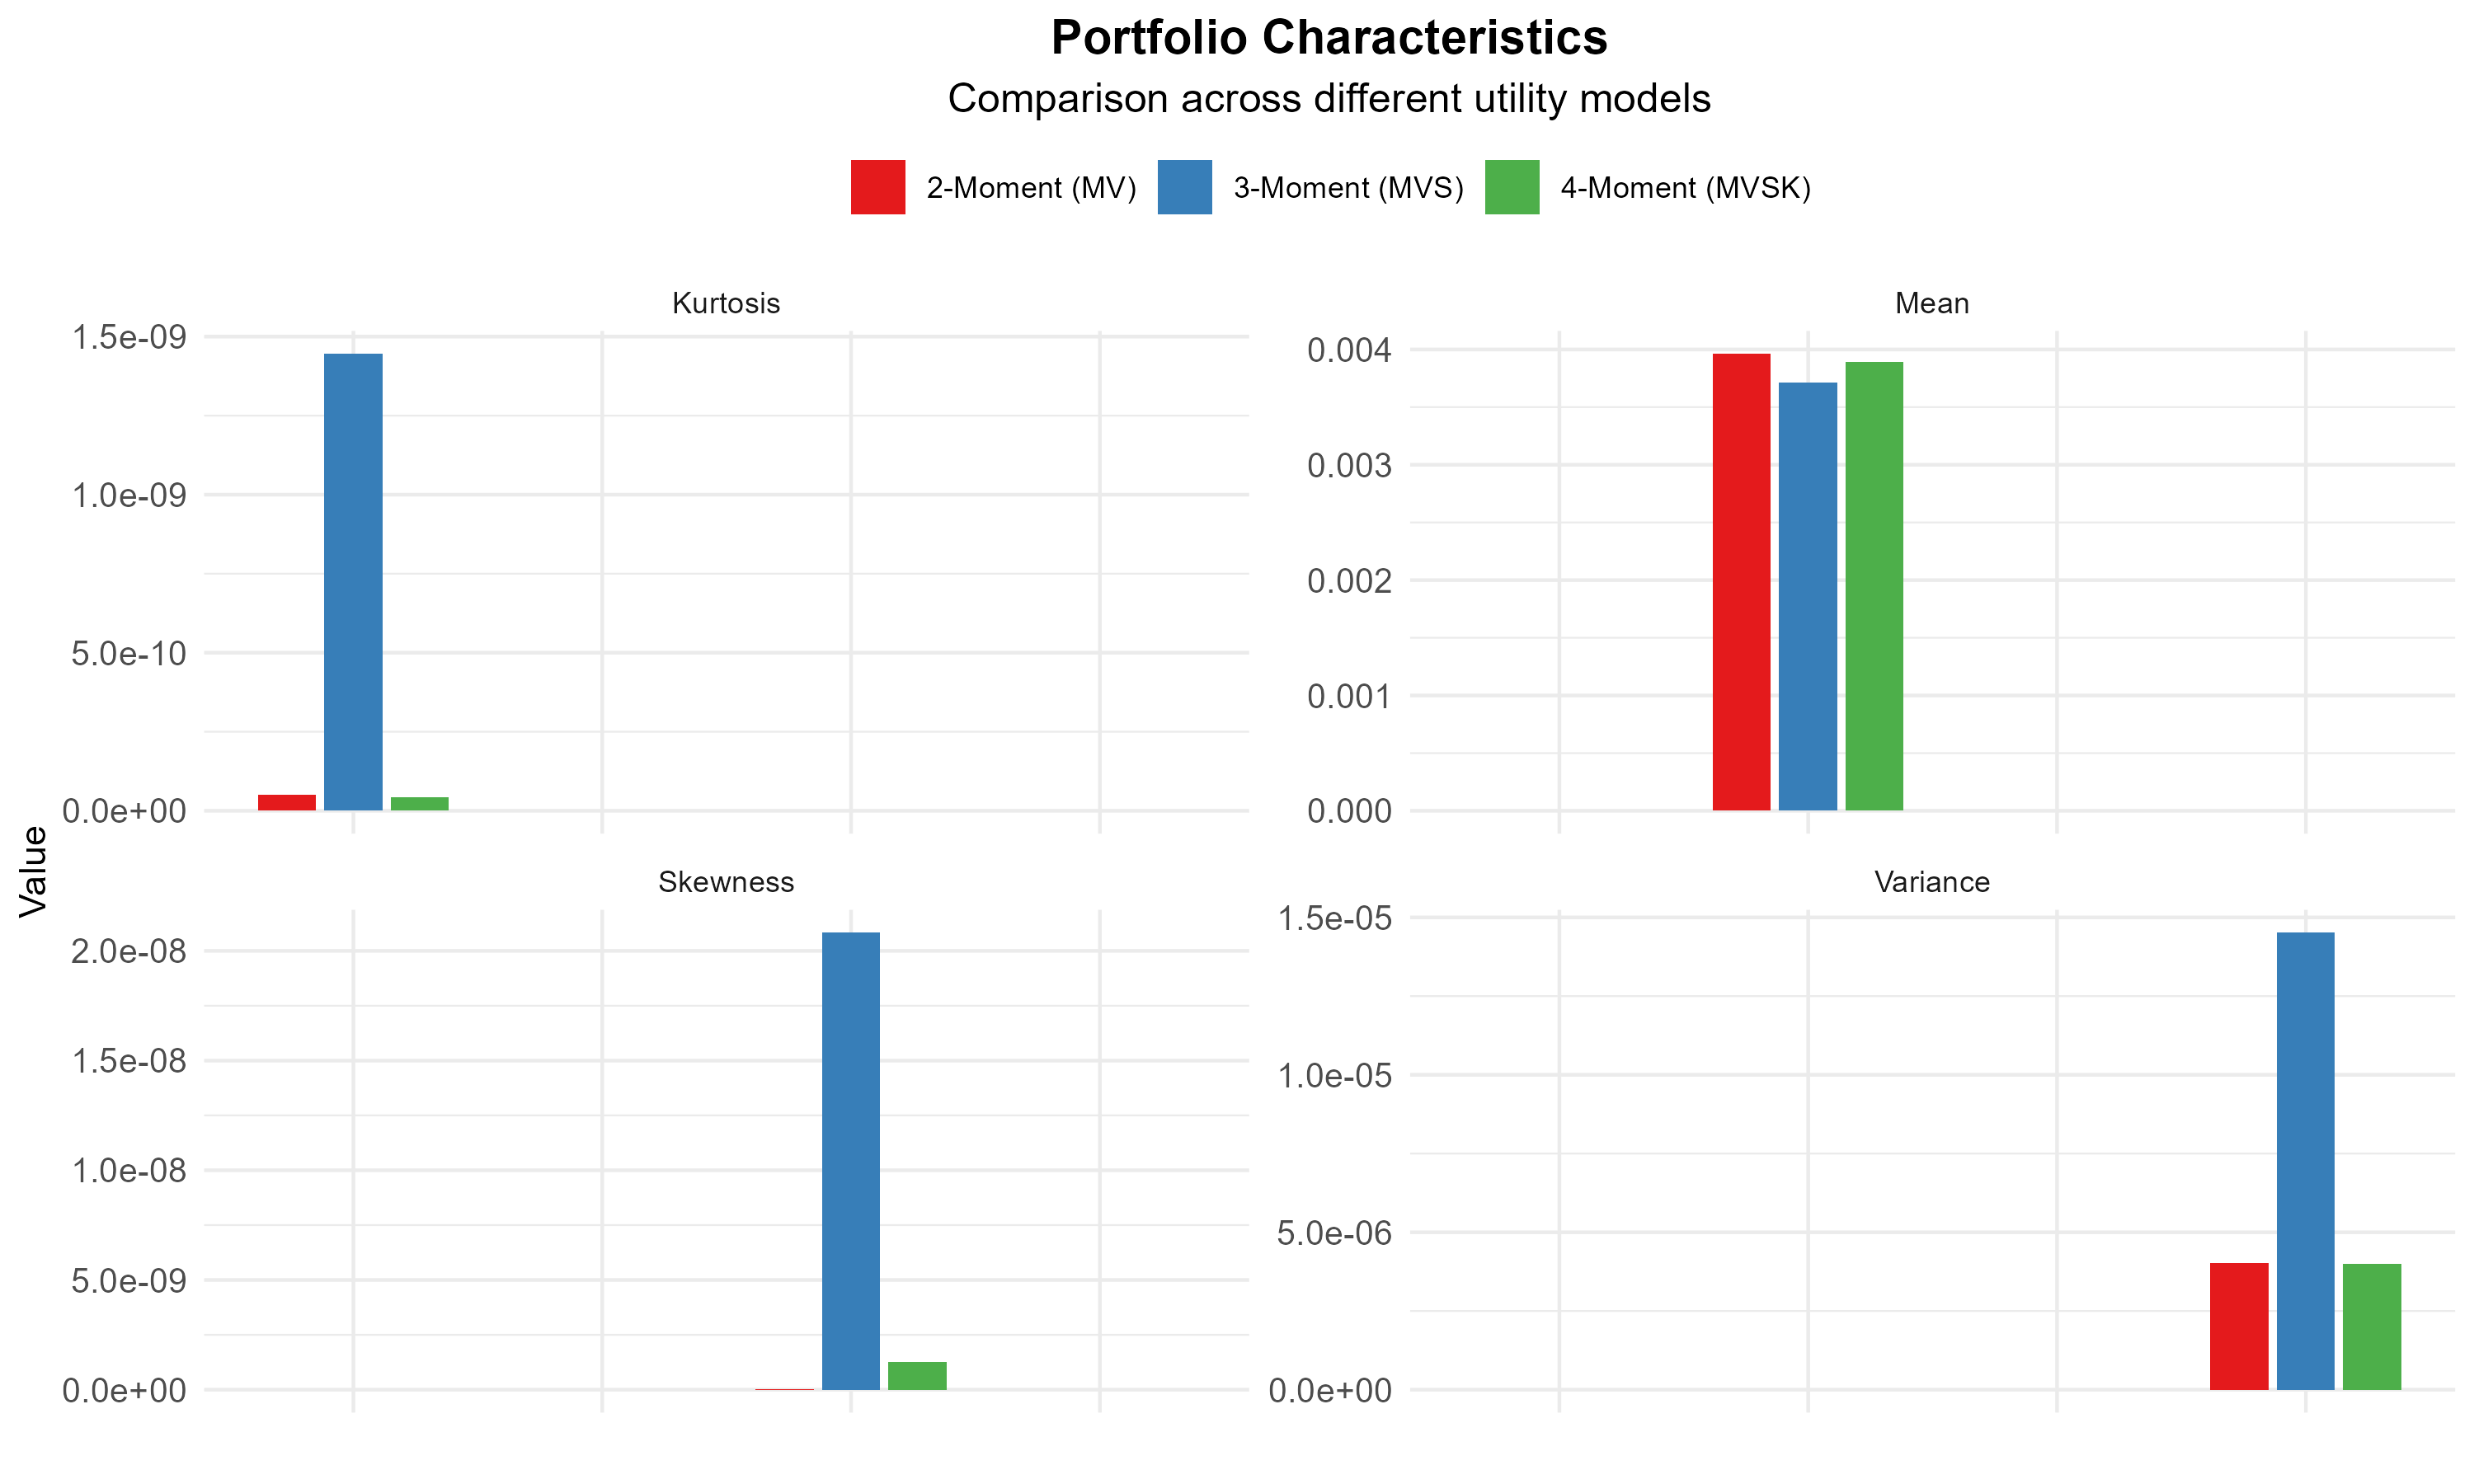 Portfolio Characteristics
Comparison across different utility models
2-Moment (MV) 3-Moment (MVS) 4-Moment (MVSK)
Value
Kurtosis
1.5e-09
1.0e-09
5.0e-10
0.0e+00
Mean
0.004
0.003
0.002
0.001
0.000
Skewness
2.0e-08
1.5e-08
1.0e-08
5.0e-09
0.0e+00
Variance
1.5e-05
1.0e-05
5.0e-06
0.0e+00